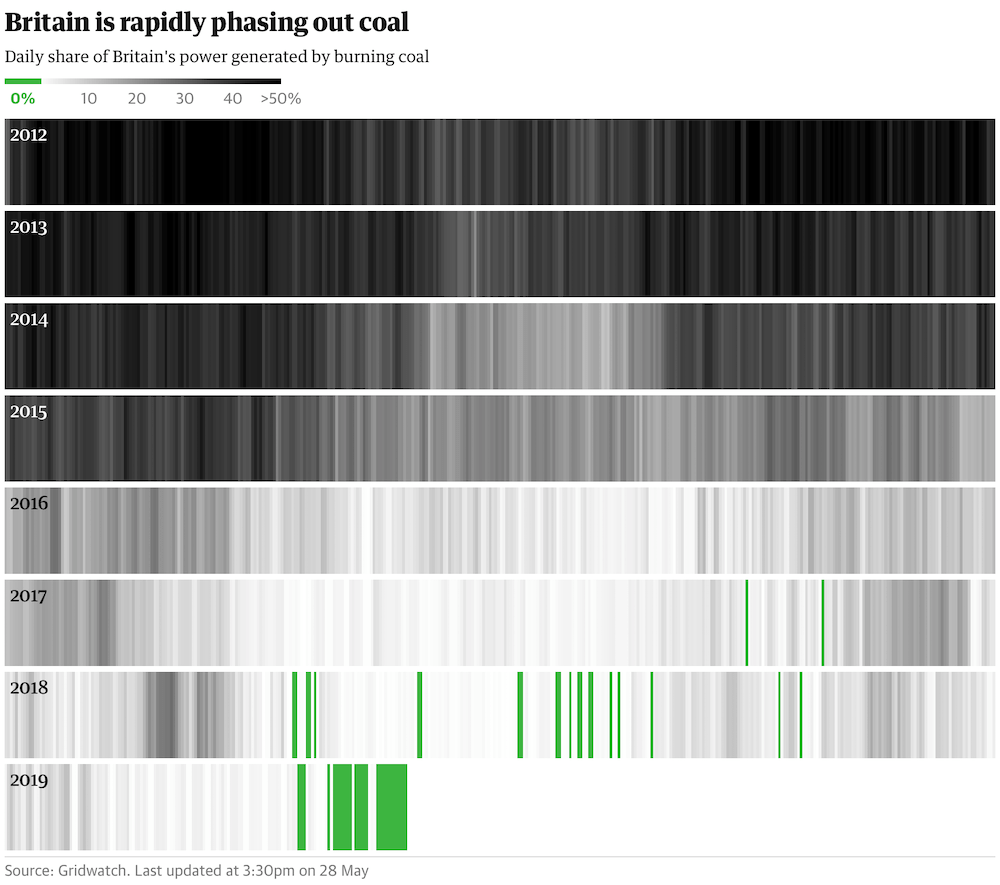 Britain is rapidly phasing out coal
Daily share of Britain's power generated by burning coal
0% 10 20 30 40 >50%
2012
2013
2014
2015
2016
2017
2018
2019
Source: Gridwatch. Last updated at 3:30pm on 28 May